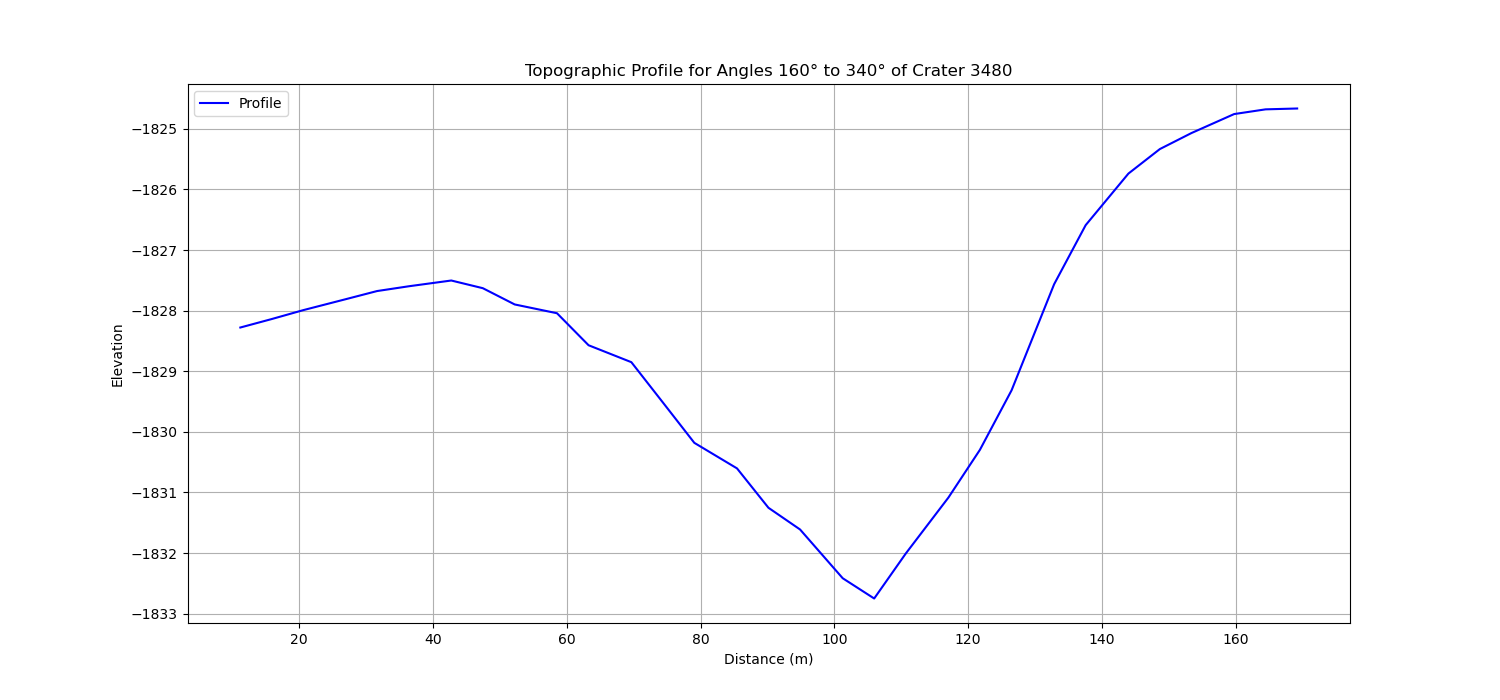 Topographic Profile for Angles 160° to 340° of Crater 3480
Profile
−1825
−1826
−1827
−1828
−1829
−1830
−1831
−1832
−1833
Elevation
20 40 60 80 100 120 140 160
Distance (m)